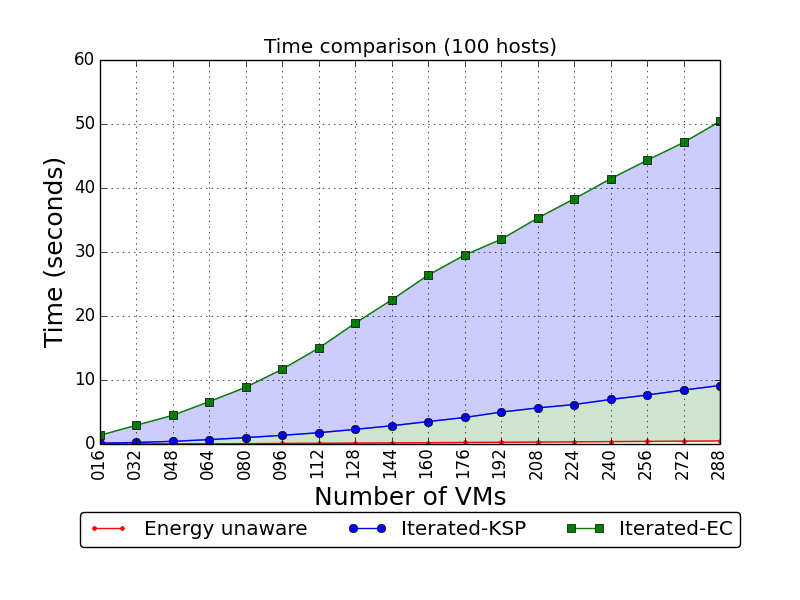 Time comparison (100 hosts)
60
50
40
30
20
10
0
Time (seconds)
016 032 048 064 080 096 112 128 144 160 176 192 208 224 240 256 272 288
Number of VMs
Energy unaware Iterated-KSP Iterated-EC